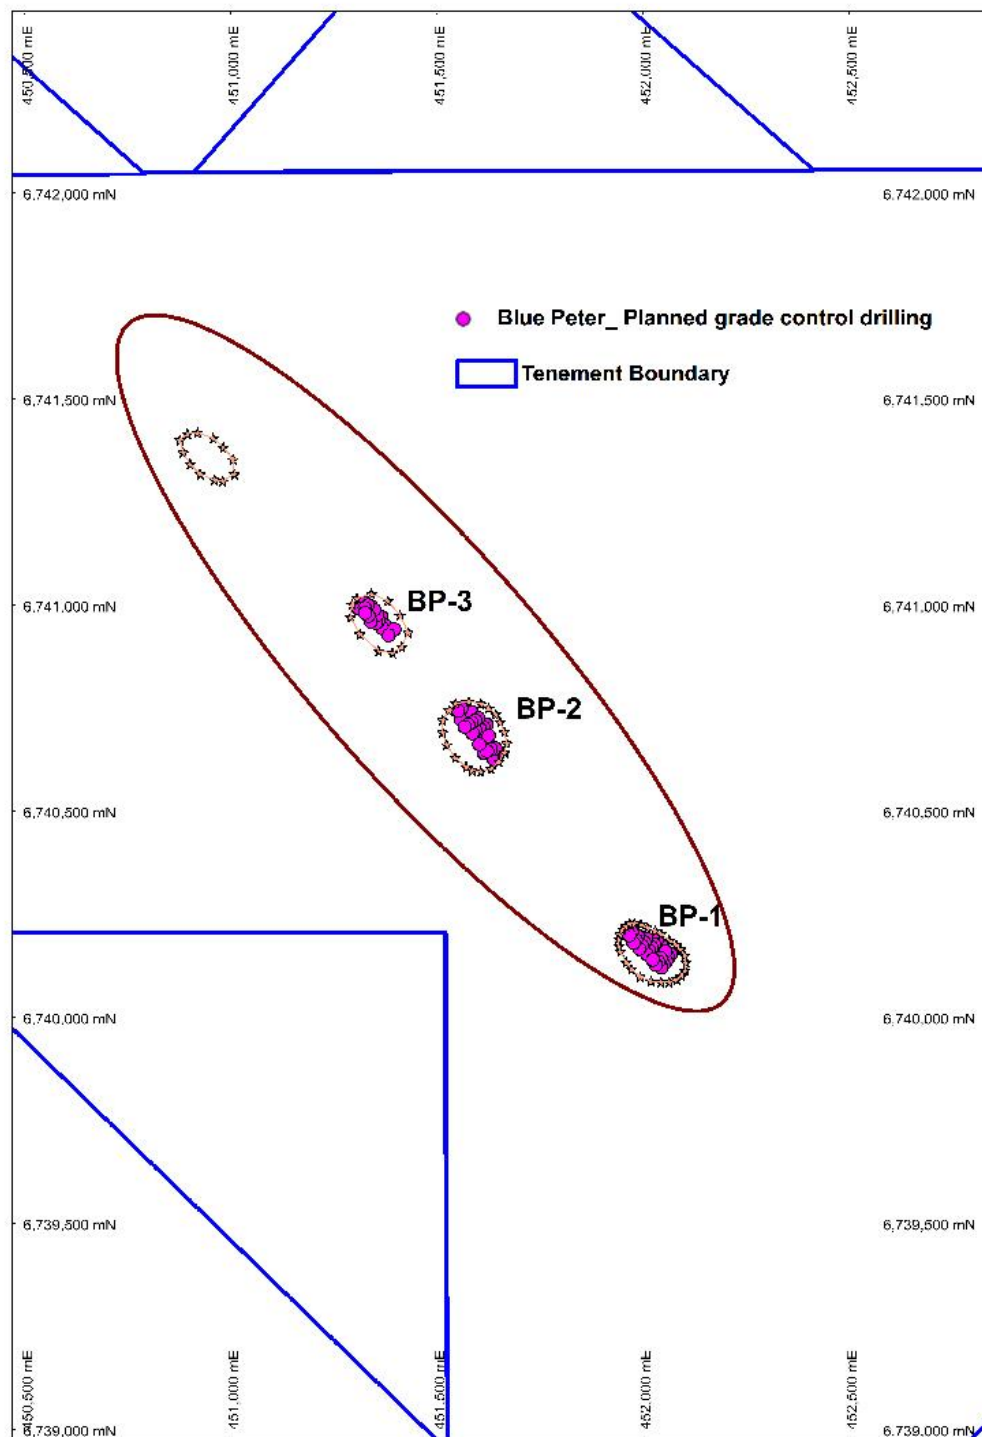 450,500 mE
451,000 mE
451,500 mE
452,000 mE
452,500 mE
6,742,000 mN
6,742,000 mN
Blue Peter_ Planned grade control drilling
Tenement Boundary
6,741,500 mN
6,741,500 mN
BP-3
6,741,000 mN
6,741,000 mN
BP-2
6,740,500 mN
6,740,500 mN
BP-1
6,740,000 mN
6,740,000 mN
6,739,500 mN
6,739,500 mN
450,500 mE
451,000 mE
451,500 mE
452,000 mE
452,500 mE
6,739,000 mN
6,739,000 mN